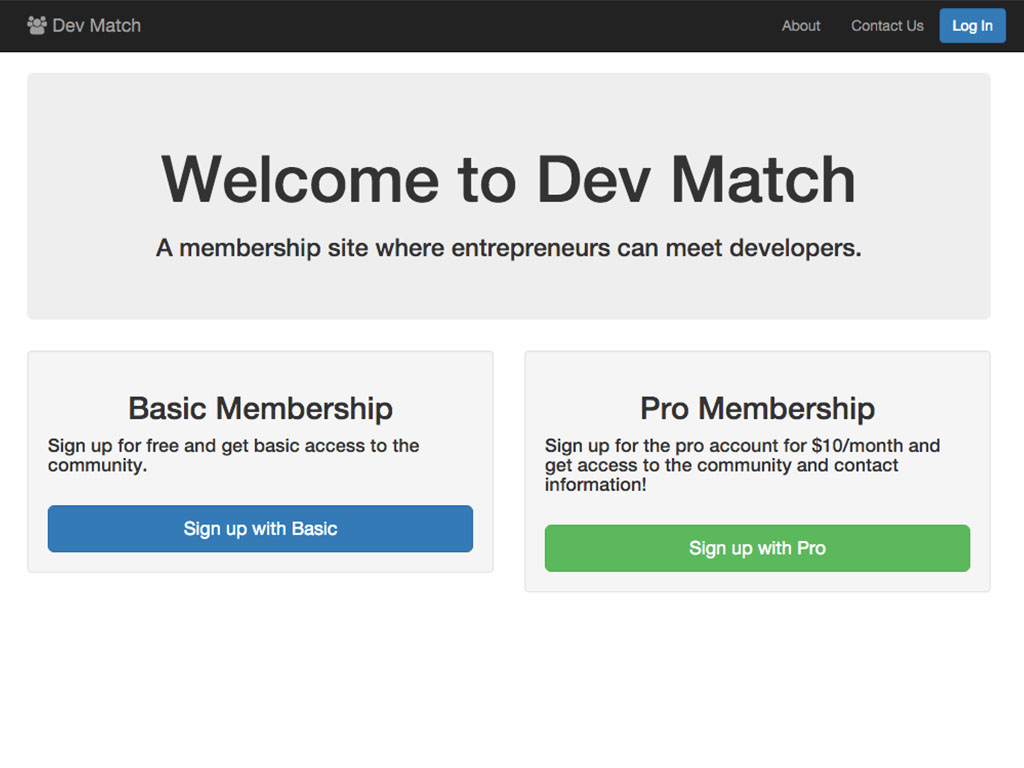 Dev Match
About
Contact Us
Log In
Welcome to Dev Match
A membership site where entrepreneurs can meet developers.
Basic Membership
Sign up for free and get basic access to the
community.
Sign up with Basic
Pro Membership
Sign up for the pro account for $10/month and
get access to the community and contact
information!
Sign up with Pro